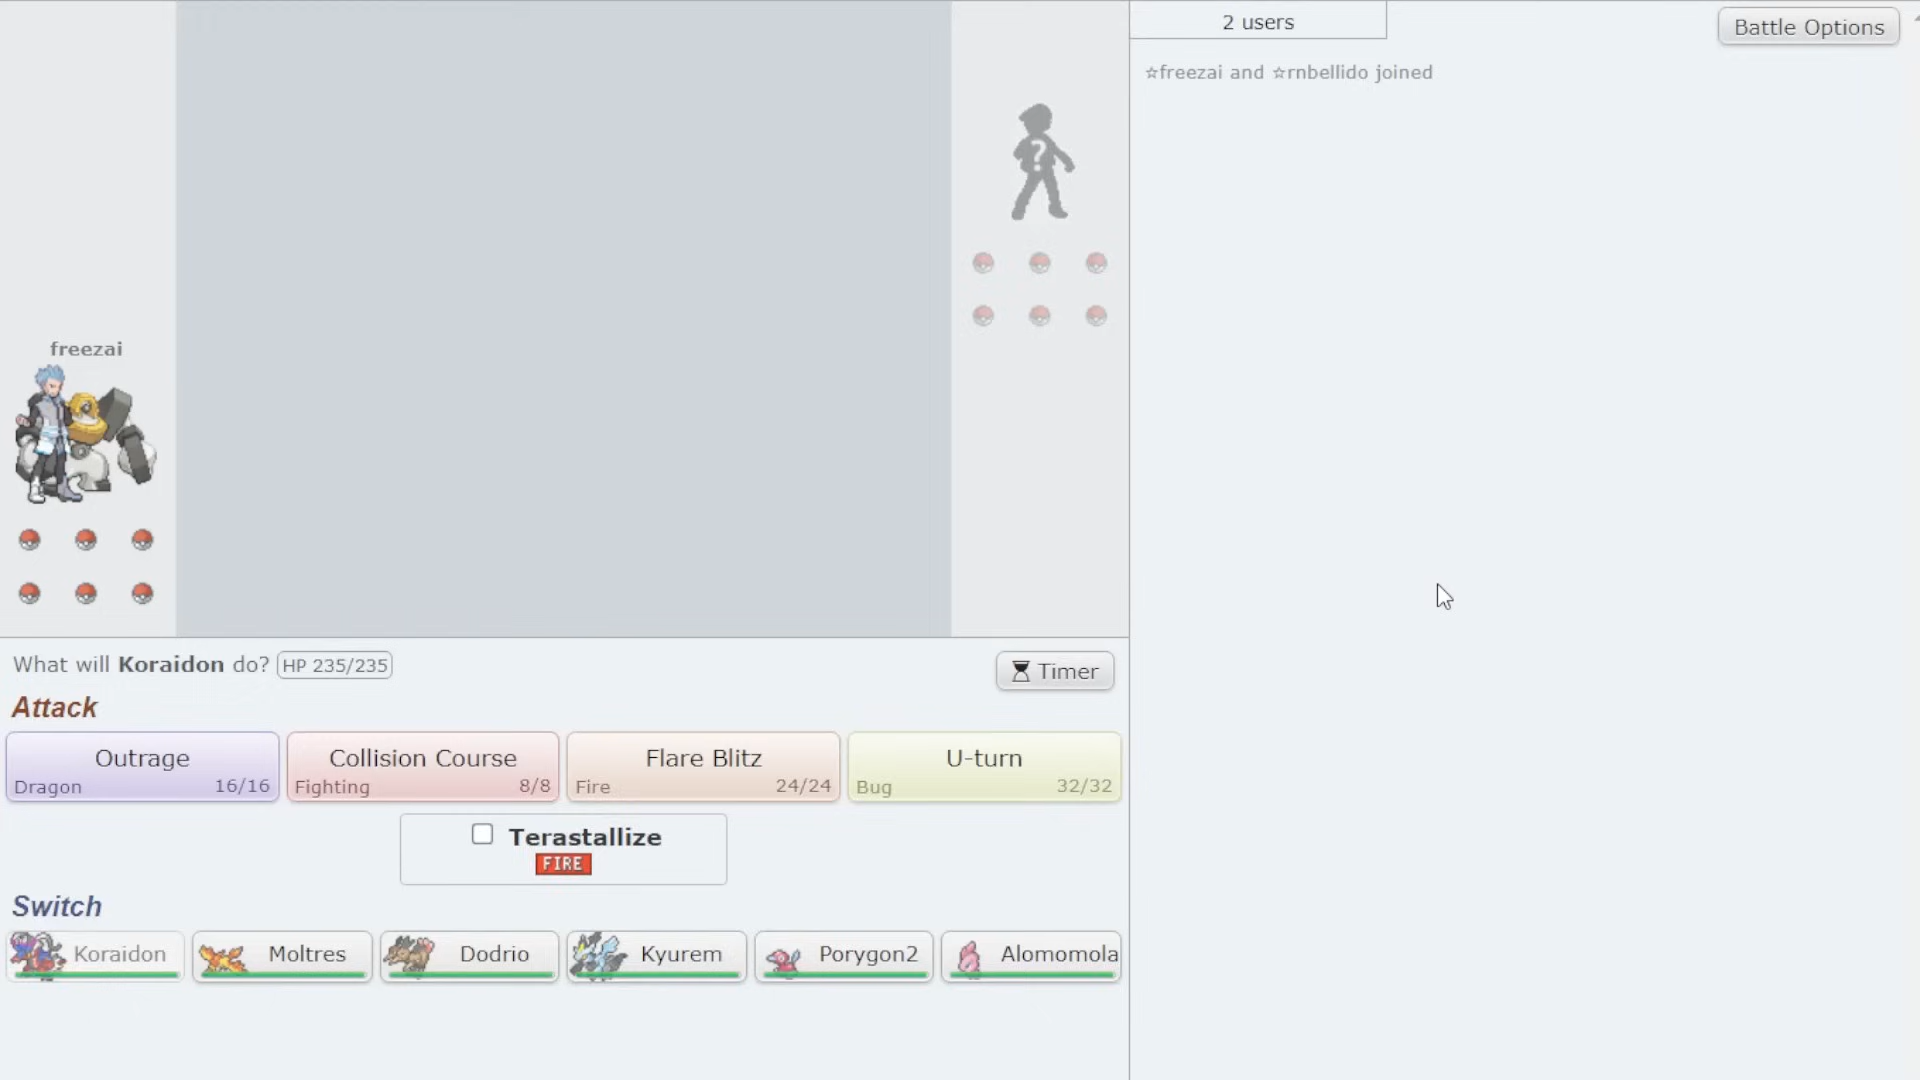 2 users
Battle Options
☆freezai and ☆rnbellido joined
?
freezai
What will Koraidon do? HP 235/235
Timer
Attack
Outrage
Dragon 16/16
Collision Course
Fighting 8/8
Flare Blitz
Fire 24/24
U-turn
Bug 32/32
Terastallize
FIRE
Switch
Koraidon
Moltres
Dodrio
Kyurem
Porygon2
Alomomola